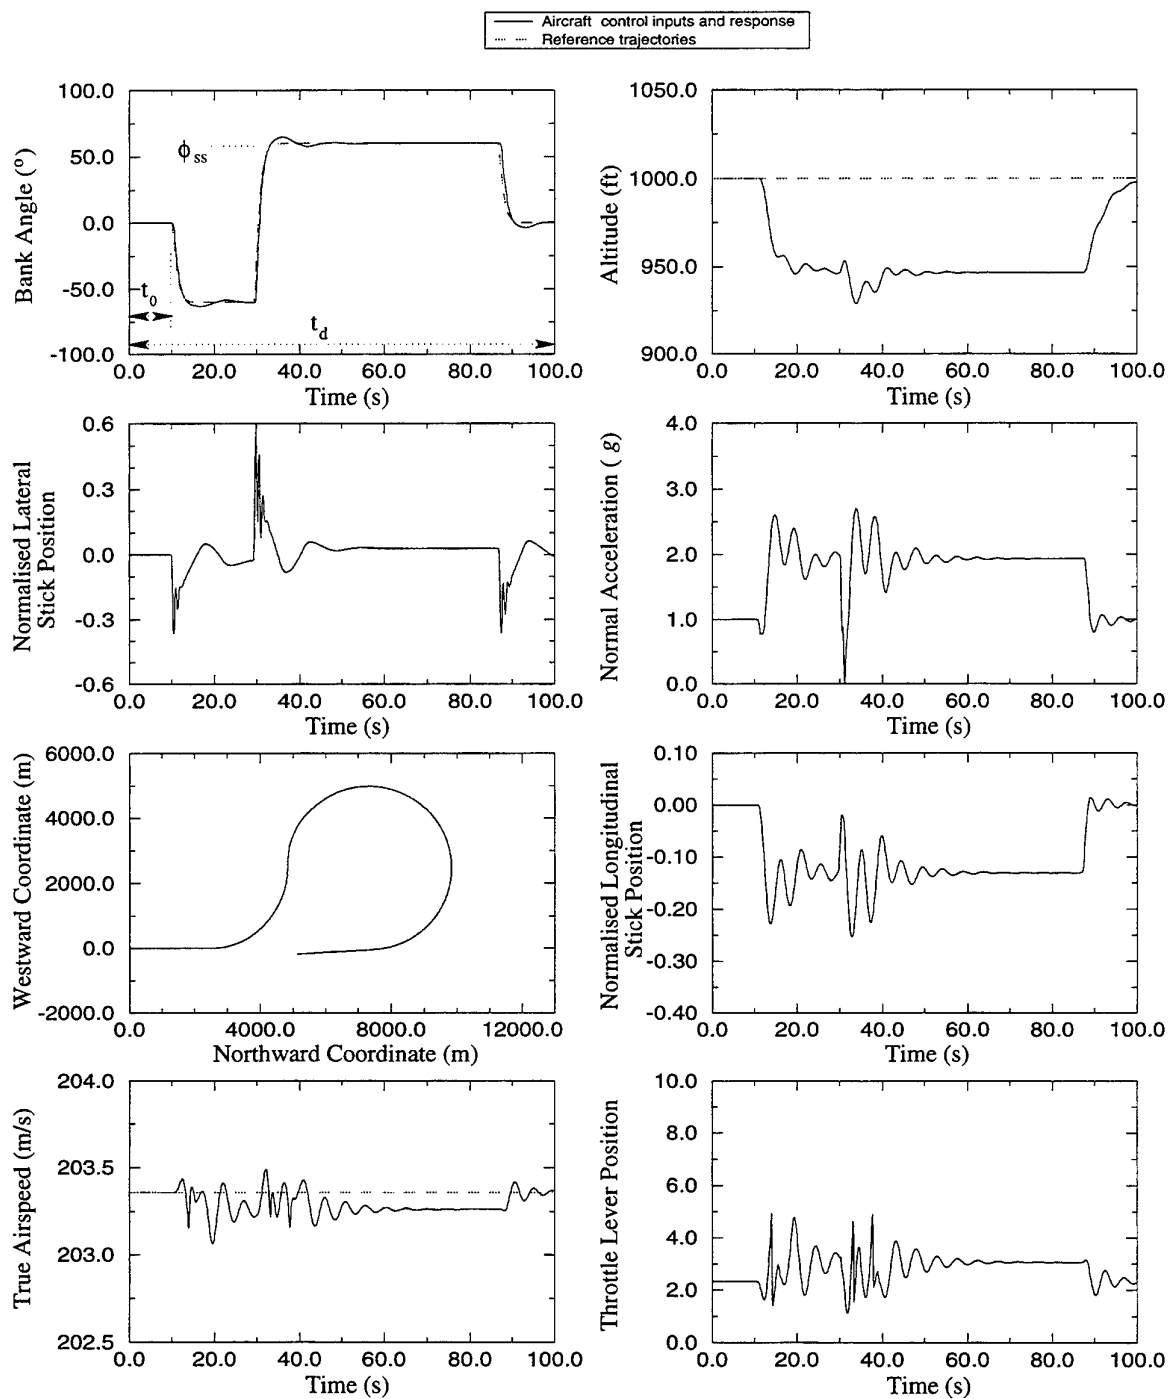 Aircraft control inputs and response
Reference trajectories
100.0
50.0
0.0
-50.0
-100.0
Bank Angle (°)
ϕss
t0
td
0.0 20.0 40.0 60.0 80.0 100.0
Time (s)
1050.0
1000.0
950.0
900.0
Altitude (ft)
0.0 20.0 40.0 60.0 80.0 100.0
Time (s)
0.6
0.3
0.0
-0.3
-0.6
Normalised Lateral
Stick Position
0.0 20.0 40.0 60.0 80.0 100.0
Time (s)
4.0
3.0
2.0
1.0
0.0
Normal Acceleration ( g)
0.0 20.0 40.0 60.0 80.0 100.0
Time (s)
6000.0
4000.0
2000.0
0.0
-2000.0
Westward Coordinate (m)
0.0 4000.0 8000.0 12000.0
Northward Coordinate (m)
0.10
0.00
-0.10
-0.20
-0.30
-0.40
Normalised Longitudinal
Stick Position
0.0 20.0 40.0 60.0 80.0 100.0
Time (s)
204.0
203.5
203.0
202.5
True Airspeed (m/s)
0.0 20.0 40.0 60.0 80.0 100.0
Time (s)
10.0
8.0
6.0
4.0
2.0
0.0
Throttle Lever Position
0.0 20.0 40.0 60.0 80.0 100.0
Time (s)